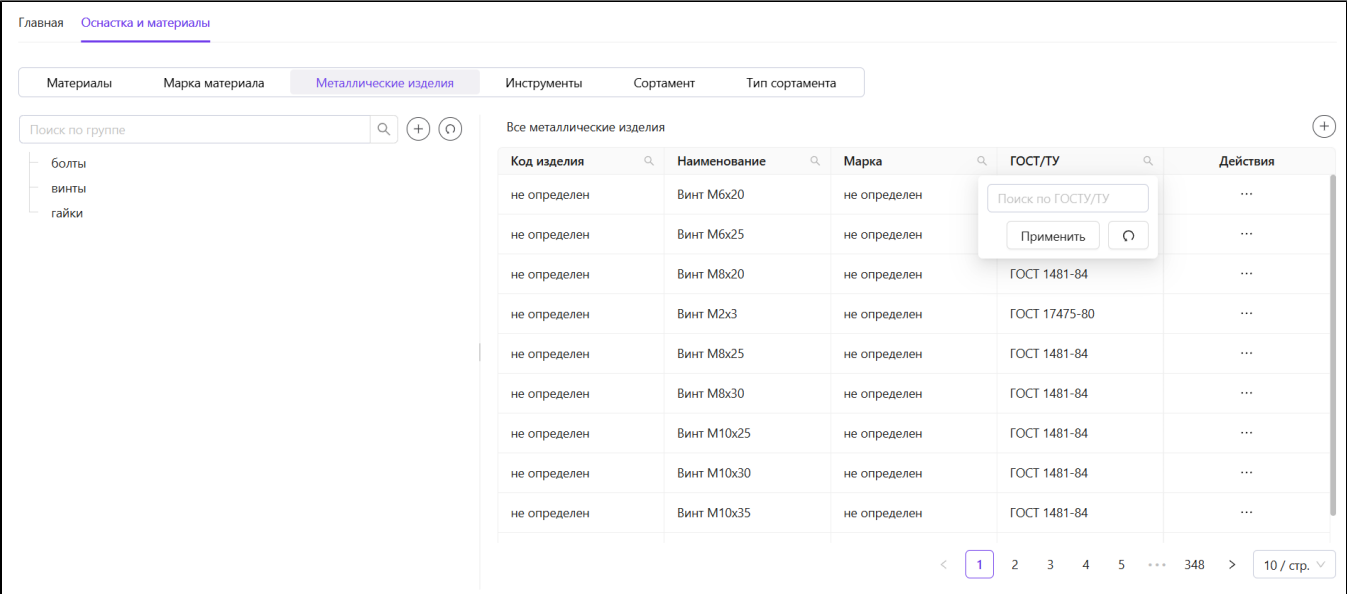 Главная Оснастка и материалы
Материалы Марка материала Металлические изделия Инструменты Сортамент Тип сортамента
Поиск по группе
болты
винты
гайки
Все металлические изделия
Код изделия Наименование Марка ГОСТ/ТУ Действия
не определен Винт М6х20 не определен ...
Поиск по ГОСТУ/ТУ
не определен Винт М6х25 не определен ...
Применить
не определен Винт М8х20 не определен ГОСТ 1481-84 ...
не определен Винт М2х3 не определен ГОСТ 17475-80 ...
не определен Винт М8х25 не определен ГОСТ 1481-84 ...
не определен Винт М8х30 не определен ГОСТ 1481-84 ...
не определен Винт М10х25 не определен ГОСТ 1481-84 ...
не определен Винт М10х30 не определен ГОСТ 1481-84 ...
не определен Винт М10х35 не определен ГОСТ 1481-84 ...
< 1 2 3 4 5 ••• 348 > 10 / стр.